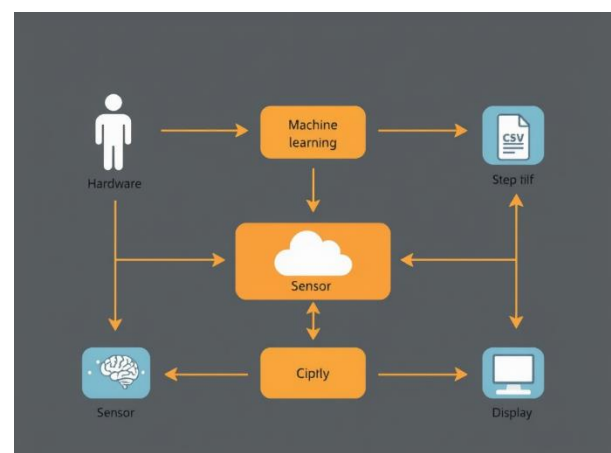 Machine
learning
CSV
Hardware
Step tilf
Sensor
Ciptly
Sensor
Display